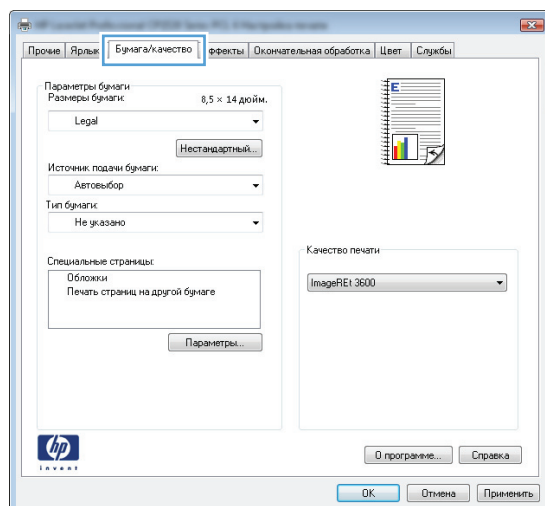 Прочие Ярлык Бумага/качество ффекты Окончательная обработка Цвет Службы
Параметры бумаги
Размеры бумаги: 8,5 × 14 дюйм.
Legal
Нестандартный...
Источник подачи бумаги:
Автовыбор
Тип бумаги:
Не указано
Специальные страницы:
Обложки
Печать страниц на другой бумаге
Параметры...
E
Качество печати
ImageREt 3600
hp
invent
О программе... Справка
OK Отмена Применить